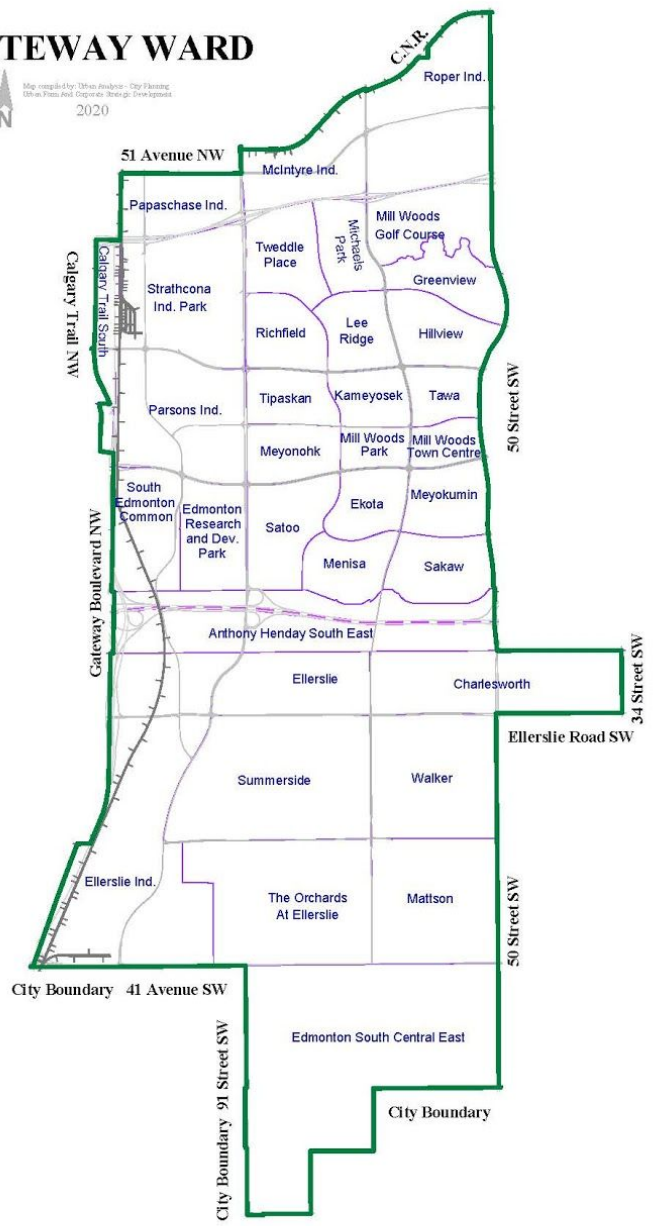 TEWAY WARD
Map compiled by: Urban Analysis - City Planning
Urban Form And Corporate Strategic Development
2020
N
C.N.R.
Roper Ind.
51 Avenue NW
McIntyre Ind.
Papaschase Ind.
Mill Woods
Golf Course
Michaels
Park
Tweddle
Place
Calgary Trail South
Calgary Trail NW
Greenview
Strathcona
Ind. Park
Richfield
Lee
Ridge
Hillview
50 Street SW
Tipaskan
Kameyosek
Tawa
Parsons Ind.
Meyonohk
Mill Woods
Park
Mill Woods
Town Centre
South
Edmonton
Common
Edmonton
Research
and Dev.
Park
Satoo
Ekota
Meyokumin
Menisa
Sakaw
Gateway Boulevard NW
Anthony Henday South East
Ellerslie
Charlesworth
34 Street SW
Ellerslie Road SW
Summerside
Walker
Ellerslie Ind.
The Orchards
At Ellerslie
Mattson
50 Street SW
City Boundary 41 Avenue SW
Edmonton South Central East
City Boundary 91 Street SW
City Boundary